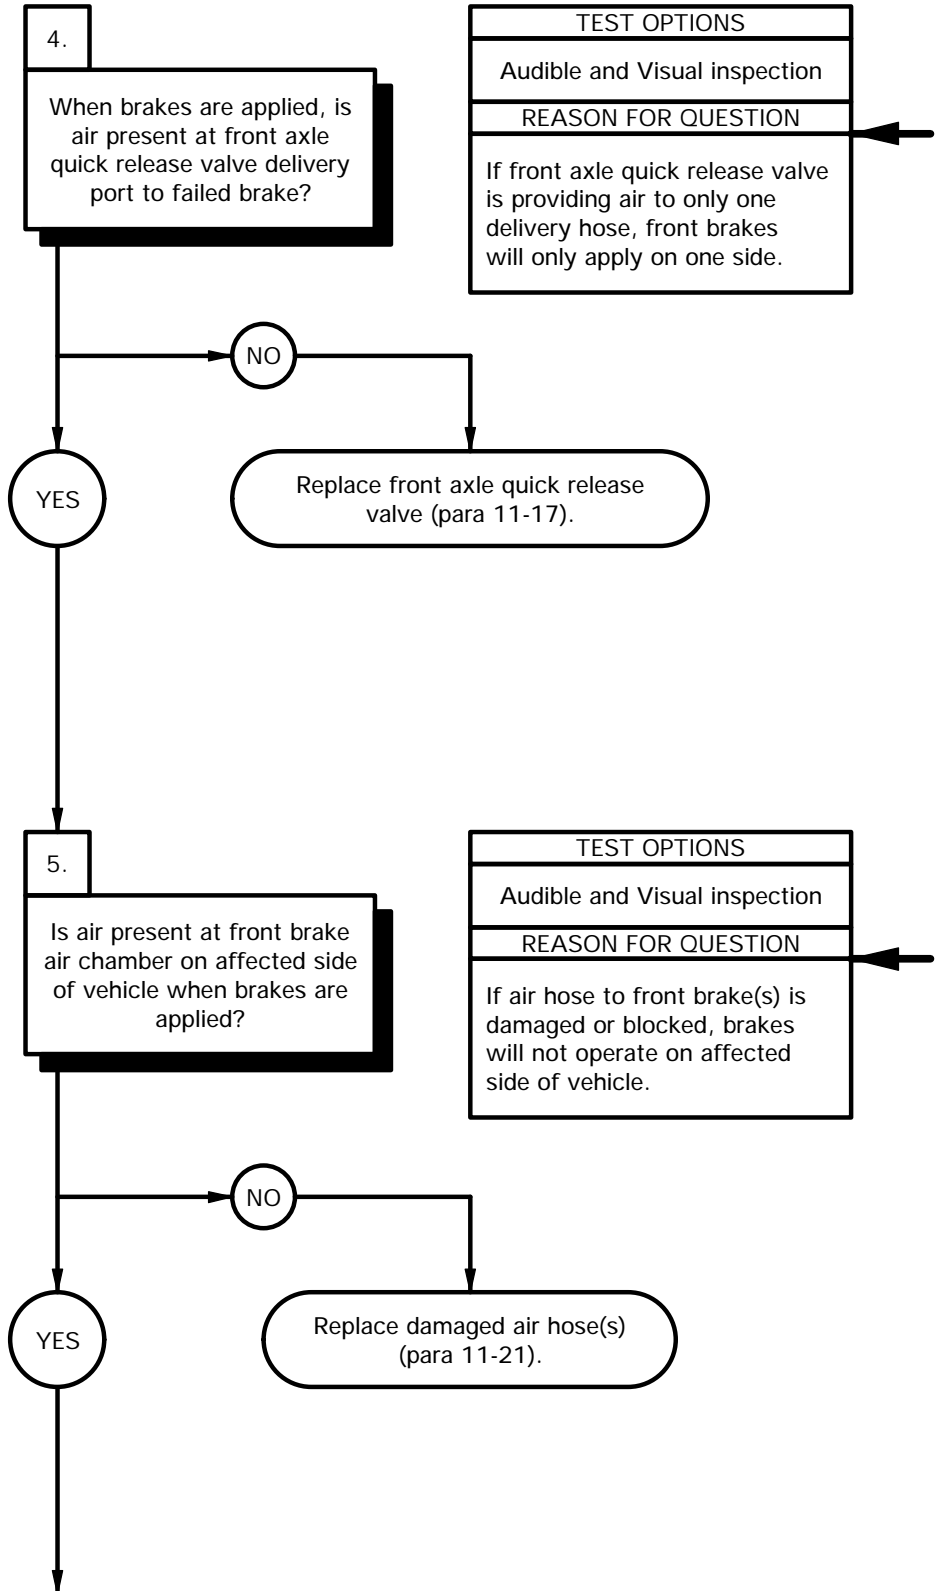 4.
When brakes are applied, is
air present at front axle
quick release valve delivery
port to failed brake?
TEST OPTIONS
Audible and Visual inspection
REASON FOR QUESTION
If front axle quick release valve
is providing air to only one
delivery hose, front brakes
will only apply on one side.
NO
YES
Replace front axle quick release
valve (para 11-17).
5.
Is air present at front brake
air chamber on affected side
of vehicle when brakes are
applied?
TEST OPTIONS
Audible and Visual inspection
REASON FOR QUESTION
If air hose to front brake(s) is
damaged or blocked, brakes
will not operate on affected
side of vehicle.
NO
YES
Replace damaged air hose(s)
(para 11-21).